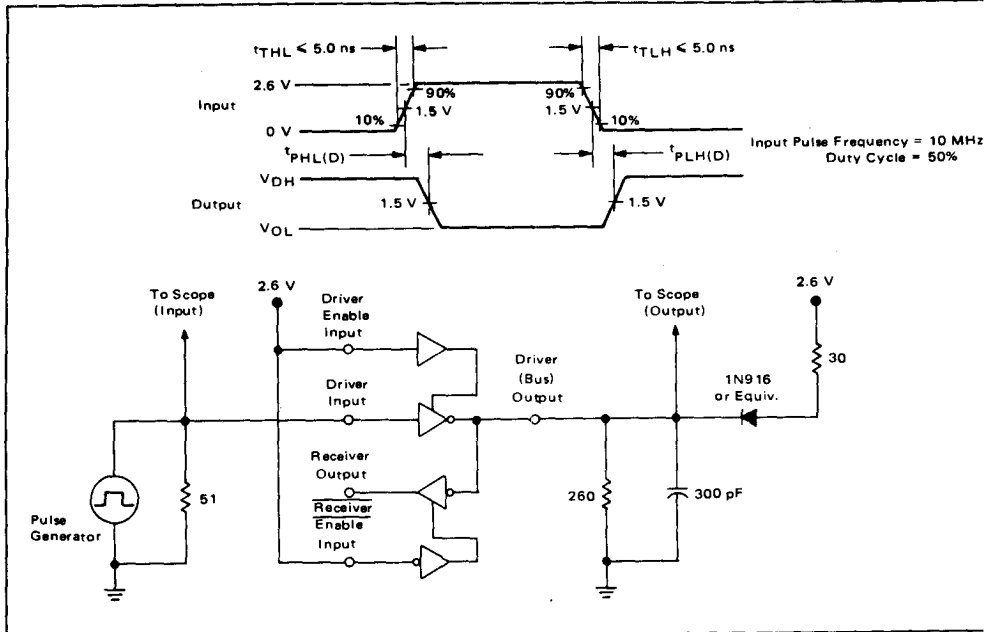 tTHL ≤ 5.0 ns
tTLH ≤ 5.0 ns
2.6 V
90%
90%
Input
1.5 V
1.5 V
10%
10%
0 V
Input Pulse Frequency = 10 MHz
Duty Cycle = 50%
tPHL(D)
tPLH(D)
VDH
1.5 V
1.5 V
Output
VOL
To Scope
(Input)
2.6 V
Driver
Enable
Input
To Scope
(Output)
2.6 V
30
Driver
(Bus)
Output
1N916
or Equiv.
Driver
Input
Receiver
Output
51
260
300 pF
Pulse
Generator
Receiver
Enable
Input